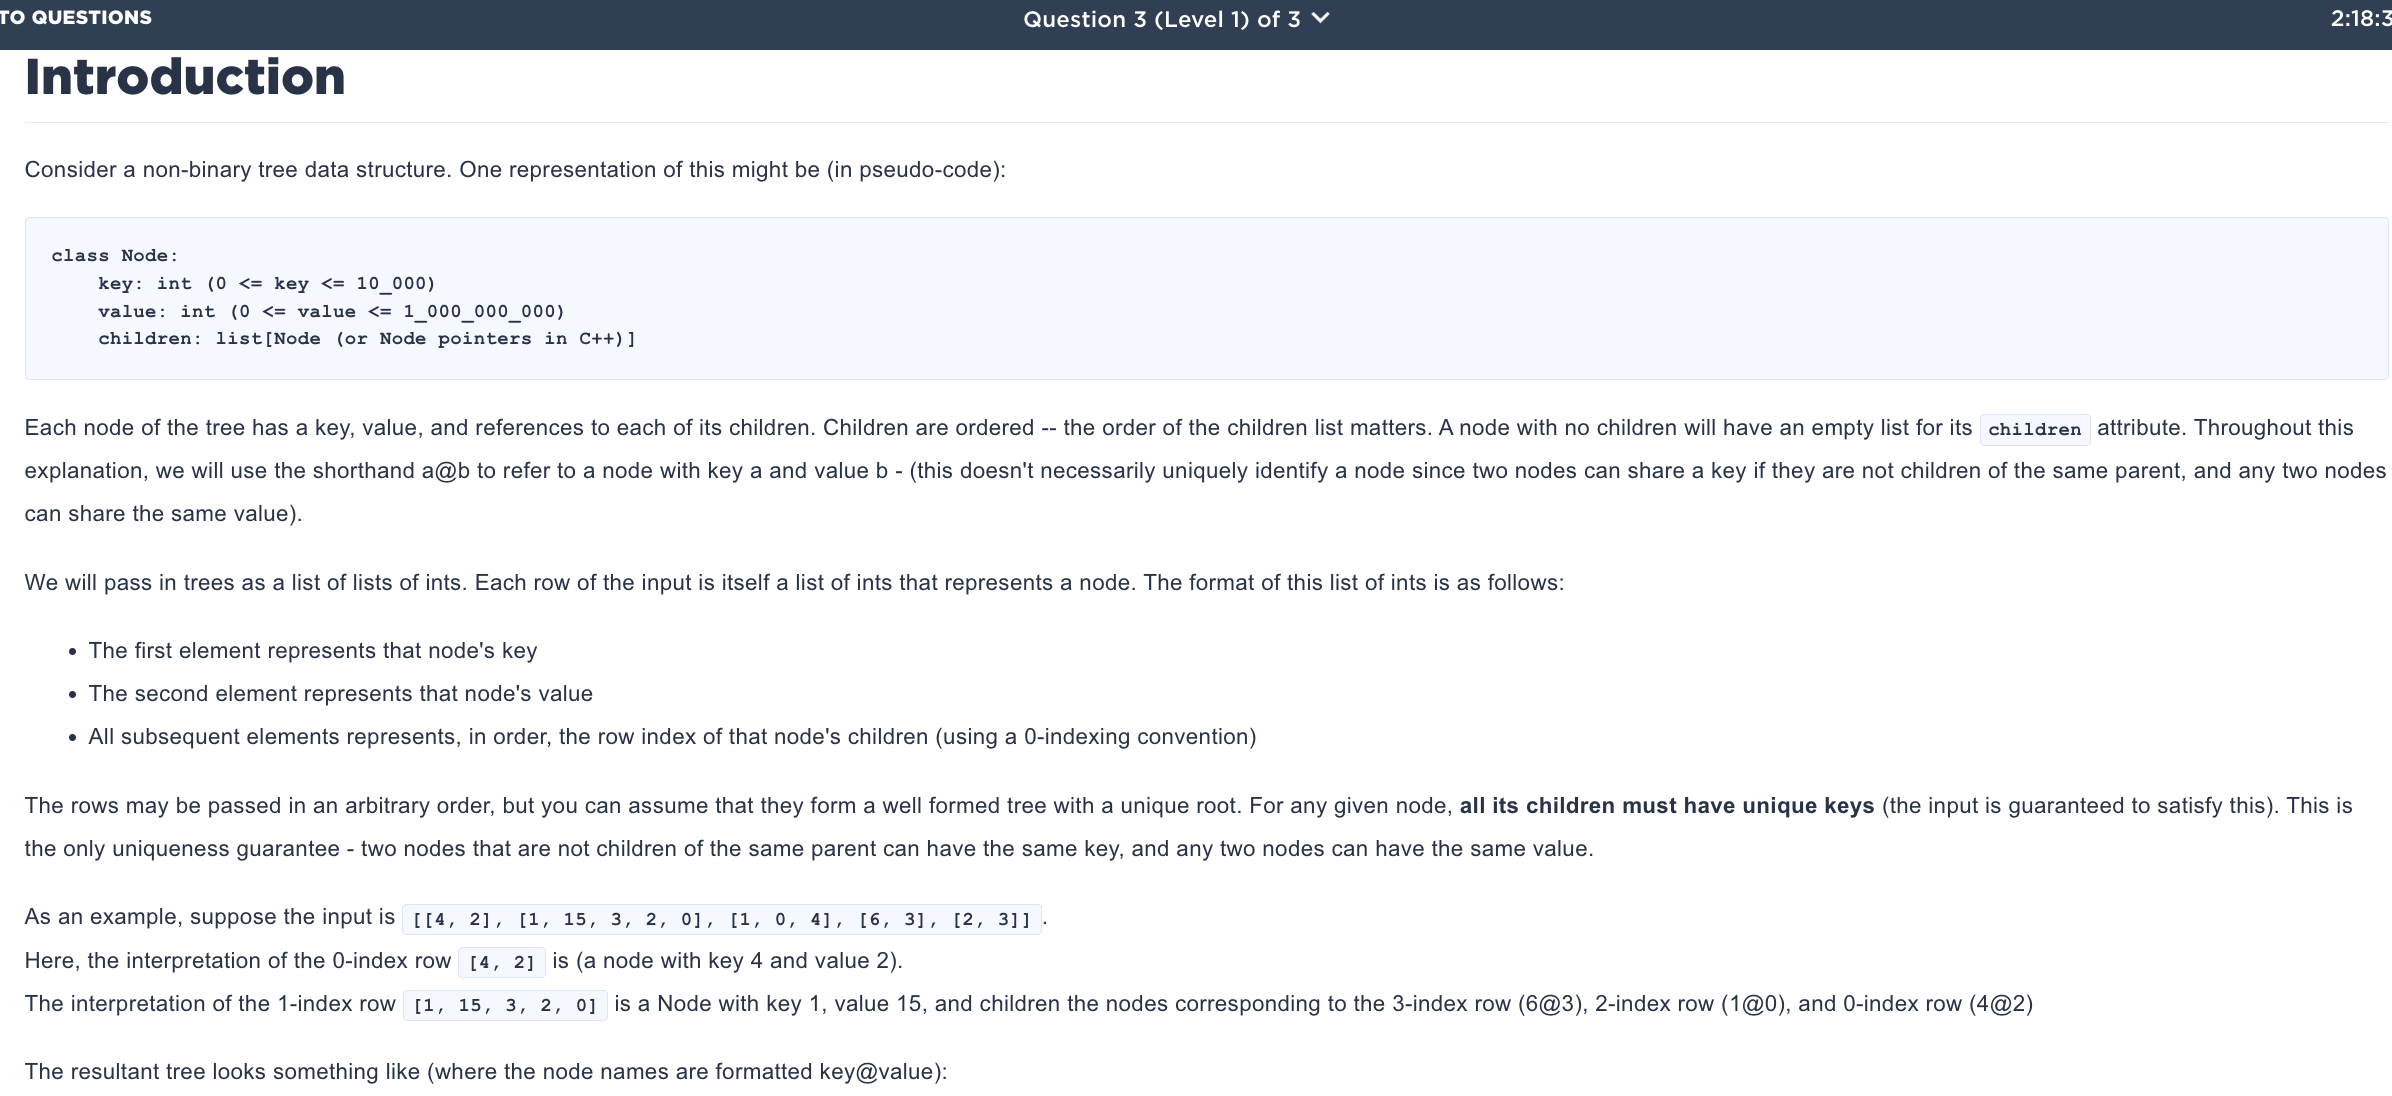 TO QUESTIONS
Question 3 (Level 1) of 3
2:18:3
Introduction
Consider a non-binary tree data structure. One representation of this might be (in pseudo-code):
class Node:
    key: int (0 <= key <= 10_000)
    value: int (0 <= value <= 1_000_000_000)
    children: list[Node (or Node pointers in C++)]
Each node of the tree has a key, value, and references to each of its children. Children are ordered -- the order of the children list matters. A node with no children will have an empty list for its children attribute. Throughout this
explanation, we will use the shorthand a@b to refer to a node with key a and value b - (this doesn't necessarily uniquely identify a node since two nodes can share a key if they are not children of the same parent, and any two nodes
can share the same value).
We will pass in trees as a list of lists of ints. Each row of the input is itself a list of ints that represents a node. The format of this list of ints is as follows:
• The first element represents that node's key
• The second element represents that node's value
• All subsequent elements represents, in order, the row index of that node's children (using a 0-indexing convention)
The rows may be passed in an arbitrary order, but you can assume that they form a well formed tree with a unique root. For any given node, all its children must have unique keys (the input is guaranteed to satisfy this). This is
the only uniqueness guarantee - two nodes that are not children of the same parent can have the same key, and any two nodes can have the same value.
As an example, suppose the input is [[4, 2], [1, 15, 3, 2, 0], [1, 0, 4], [6, 3], [2, 3]].
Here, the interpretation of the 0-index row [4, 2] is (a node with key 4 and value 2).
The interpretation of the 1-index row [1, 15, 3, 2, 0] is a Node with key 1, value 15, and children the nodes corresponding to the 3-index row (6@3), 2-index row (1@0), and 0-index row (4@2)
The resultant tree looks something like (where the node names are formatted key@value):